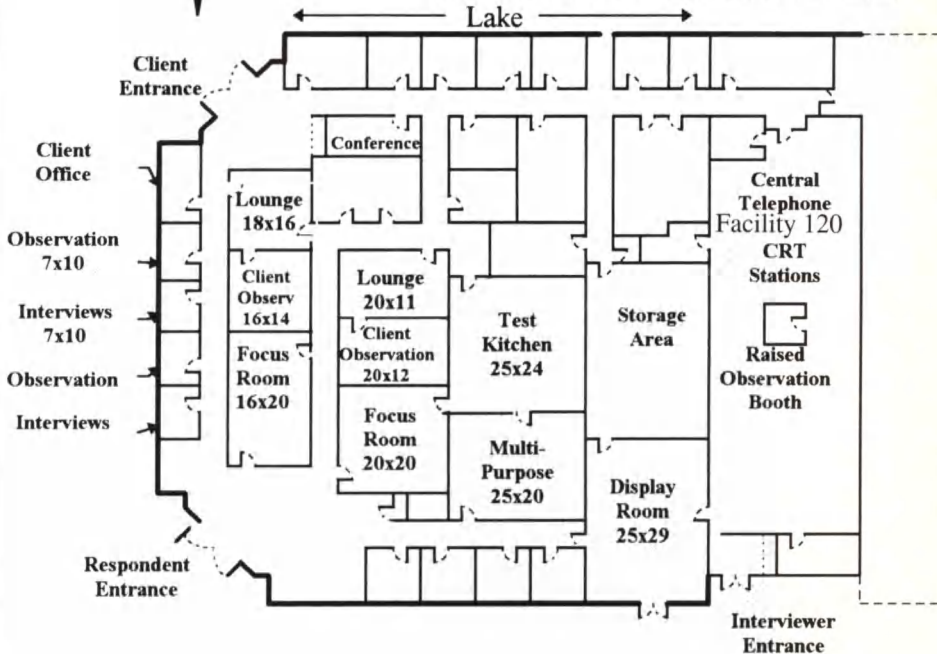 Lake
Client
Entrance
Conference
Client
Office
Lounge
18x16
Central
Telephone
Facility 120
CRT
Stations
Observation
7x10
Client
Observ
16x14
Lounge
20x11
Interviews
7x10
Test
Kitchen
25x24
Storage
Area
Client
Observation
20x12
Focus
Room
16x20
Raised
Observation
Booth
Observation
Interviews
Focus
Room
20x20
Multi-
Purpose
25x20
Display
Room
25x29
Respondent
Entrance
Interviewer
Entrance